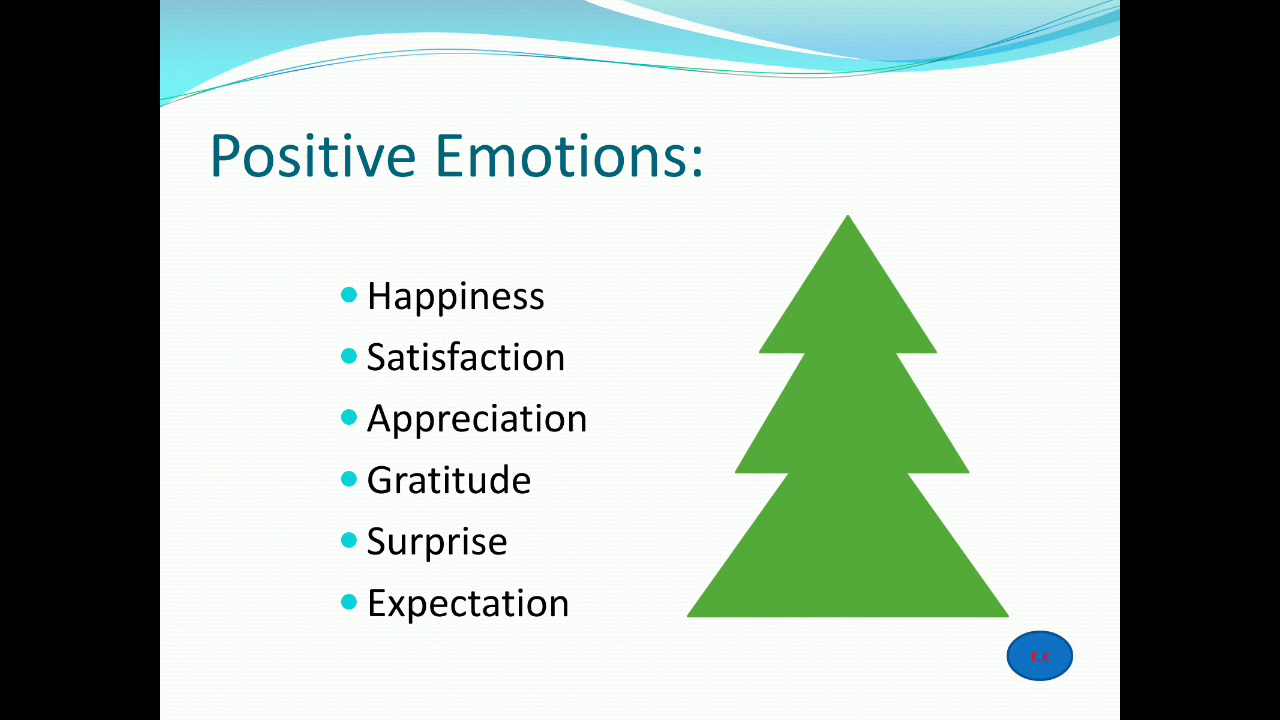 Positive Emotions:
Happiness
Satisfaction
Appreciation
Gratitude
Surprise
Expectation
K.K